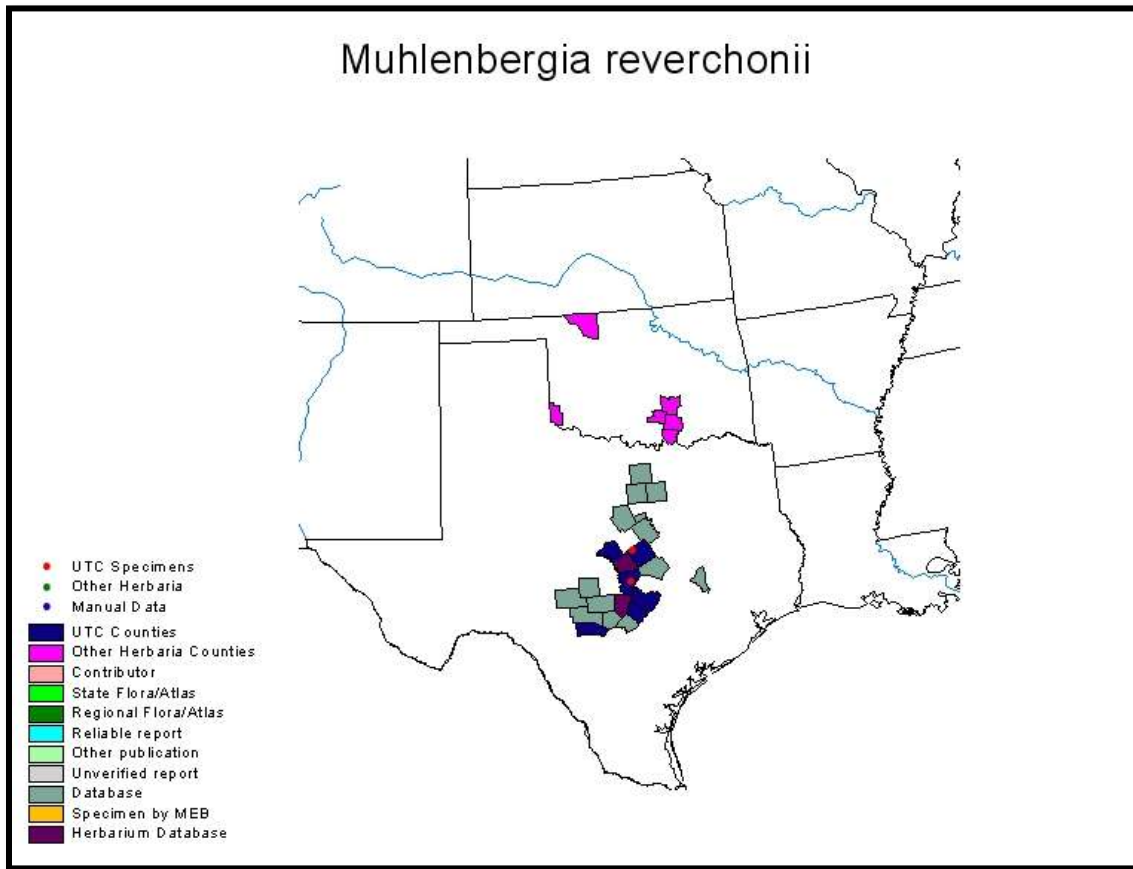 Muhlenbergia reverchonii
UTC Specimens
Other Herbaria
Manual Data
UTC Counties
Other Herbaria Counties
Contributor
State Flora/Atlas
Regional Flora/Atlas
Reliable report
Other publication
Unverified report
Database
Specimen by MEB
Herbarium Database